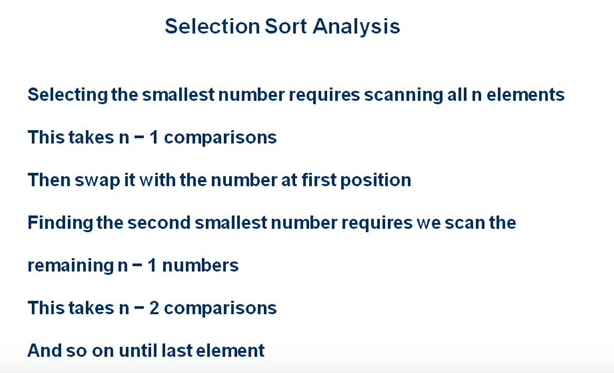 Selection Sort Analysis
Selecting the smallest number requires scanning all n elements
This takes n − 1 comparisons
Then swap it with the number at first position
Finding the second smallest number requires we scan the
remaining n − 1 numbers
This takes n − 2 comparisons
And so on until last element